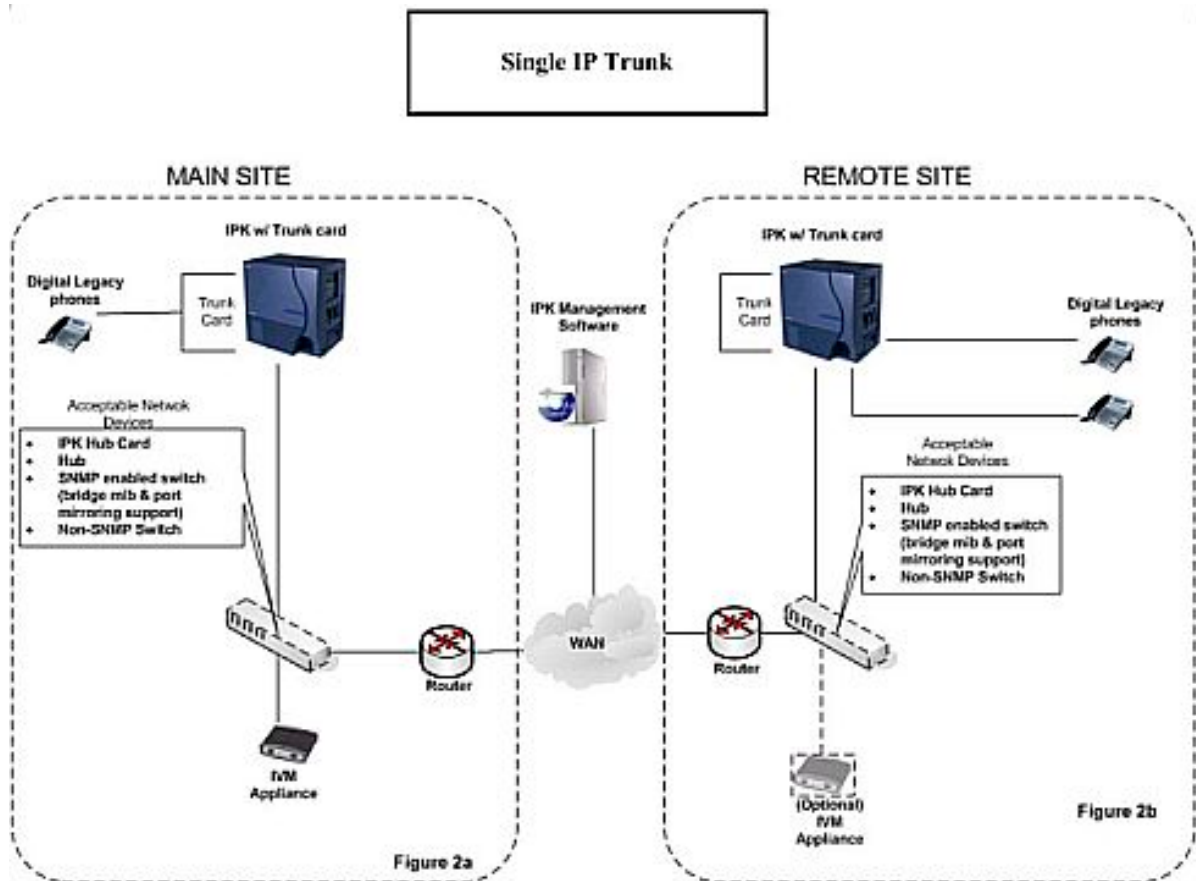 Single IP Trunk
MAIN SITE
IPK w/ Trunk card
Digital Legacy
phones
Trunk
Card
Acceptable Netwok
Devices
IPK Hub Card
Hub
SNMP enabled switch
(bridge mib & port
mirroring support)
Non-SNMP Switch
Router
IVM
Appliance
Figure 2a
IPK Management
Software
WAN
REMOTE SITE
IPK w/ Trunk card
Trunk
Card
Digital Legacy
phones
Acceptable
Netwok Devices
IPK Hub Card
Hub
SNMP enabled switch
(bridge mib & port
mirroring support)
Non-SNMP Switch
Router
(Optional)
IVM
Appliance
Figure 2b